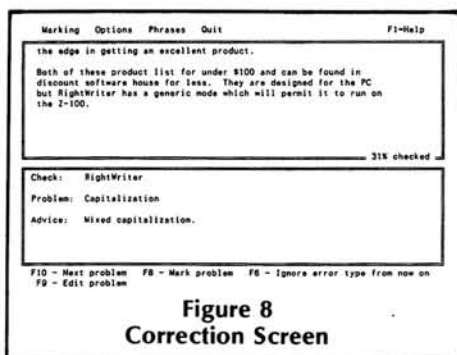 Marking Options Phrases Quit F1-Help
the edge in getting an excellent product.
Both of these product list for under $100 and can be found in
discount software house for less. They are designed for the PC
but RightWriter has a generic mode which will permit it to run on
the Z-100.
31% checked
Check: RightWriter
Problem: Capitalization
Advice: Mixed capitalization.
F10 - Next problem F8 - Mark problem F6 - Ignore error type from now on
F9 - Edit problem
Figure 8
Correction Screen